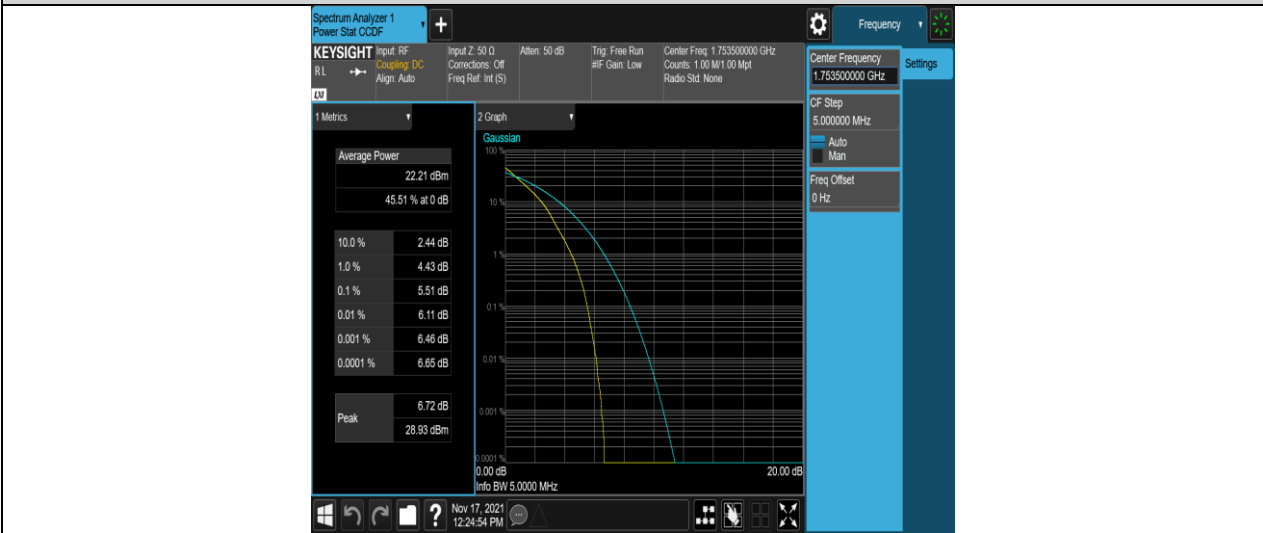 Spectrum Analyzer 1
Power Stat CCDF
+
Frequency
KEYSIGHT
RL
LXI
Input: RF
Coupling: DC
Align: Auto
Input Z: 50 Ω
Corrections: Off
Freq Ref: Int (S)
Atten: 50 dB
Trig: Free Run
#IF Gain: Low
Center Freq: 1.753500000 GHz
Counts: 1.00 M/1.00 Mpt
Radio Std: None
Center Frequency
1.753500000 GHz
Settings
CF Step
5.000000 MHz
Auto
Man
Freq Offset
0 Hz
1 Metrics
Average Power
22.21 dBm
45.51 % at 0 dB
10.0 % 2.44 dB
1.0 % 4.43 dB
0.1 % 5.51 dB
0.01 % 6.11 dB
0.001 % 6.46 dB
0.0001 % 6.65 dB
Peak
6.72 dB
28.93 dBm
2 Graph
Gaussian
100 %
10 %
1 %
0.1 %
0.01 %
0.001 %
0.0001 %
0.00 dB 20.00 dB
Info BW 5.0000 MHz
?
Nov 17, 2021
12:24:54 PM